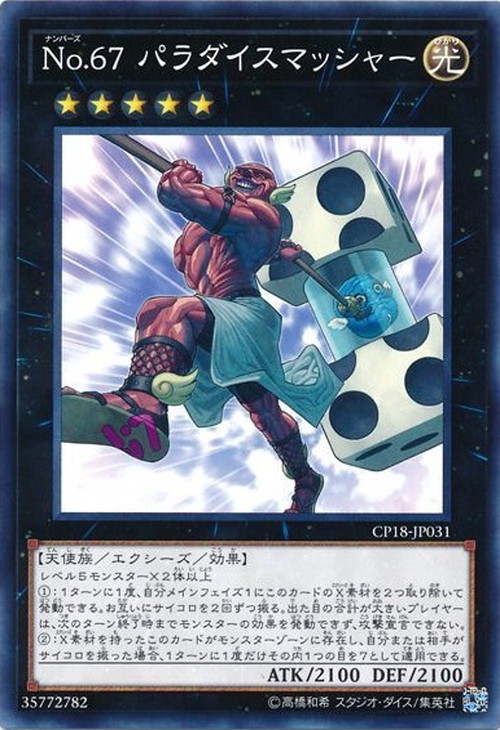 ナンバーズ
No.67 パラダイスマッシャー
ひかり
光
CP18-JP031
【天使族/エクシーズ/効果】
レベル5モンスター×2体以上
①:1ターンに1度、自分メインフェイズ1にこのカードのX素材を2つ取り除いて
発動できる。お互いにサイコロを2回ずつ振る。出た目の合計が大きいプレイヤー
は、次のターン終了時までモンスターの効果を発動できず、攻撃宣言できない。
②:X素材を持ったこのカードがモンスターゾーンに存在し、自分または相手が
サイコロを振った場合、1ターンに1度だけその内1つの目を7として適用できる。
ATK/2100 DEF/2100
35772782
©高橋和希 スタジオ・ダイス/集英社